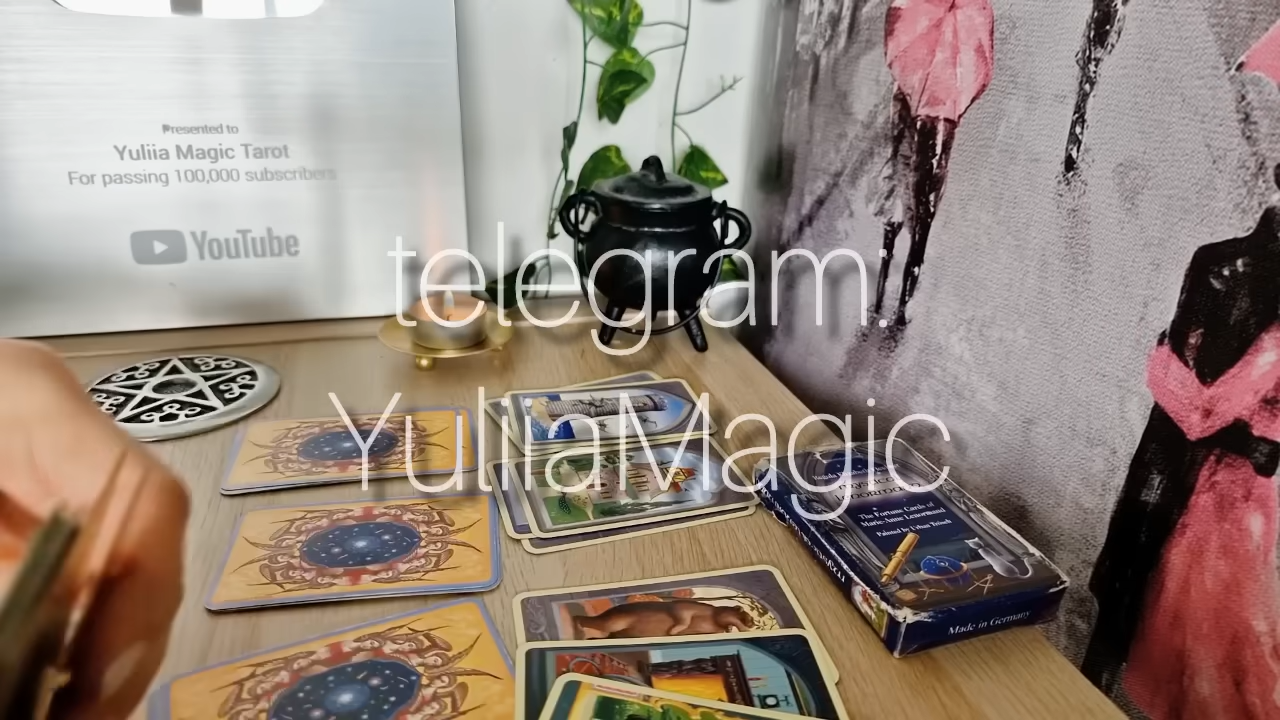 Presented to
Yuliia Magic Tarot
For passing 100,000 subscribers
YouTube
telegram:
YuliiaMagic
The Fortune Cards of
Marie-Anne Lenormand
Painted by Urban Trösch
Made in Germany